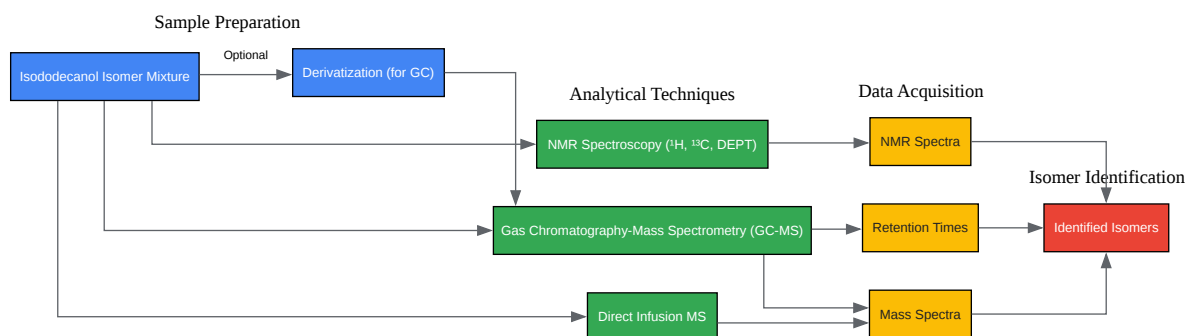 Sample Preparation
Optional
Isododecanol Isomer Mixture
Derivatization (for GC)
Analytical Techniques
Data Acquisition
NMR Spectroscopy (¹H, ¹³C, DEPT)
NMR Spectra
Isomer Identification
Gas Chromatography-Mass Spectrometry (GC-MS)
Retention Times
Identified Isomers
Direct Infusion MS
Mass Spectra